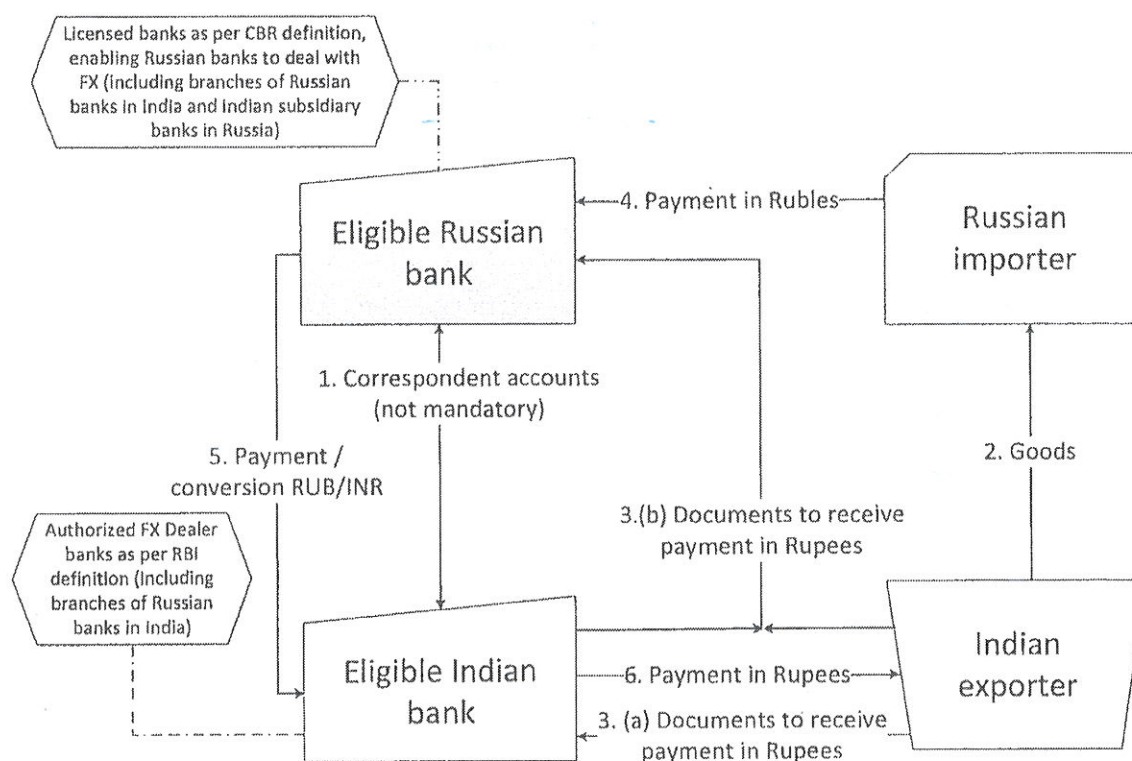 Licensed banks as per CBR definition,
enabling Russian banks to deal with
FX (including branches of Russian
banks in India and Indian subsidiary
banks in Russia)
Eligible Russian
bank
4. Payment in Rubles
Russian
importer
1. Correspondent accounts
(not mandatory)
5. Payment /
conversion RUB/INR
2. Goods
3.(b) Documents to receive
payment in Rupees
Authorized FX Dealer
banks as per RBI
definition (including
branches of Russian
banks in India)
Eligible Indian
bank
6. Payment in Rupees
Indian
exporter
3. (a) Documents to receive
payment in Rupees